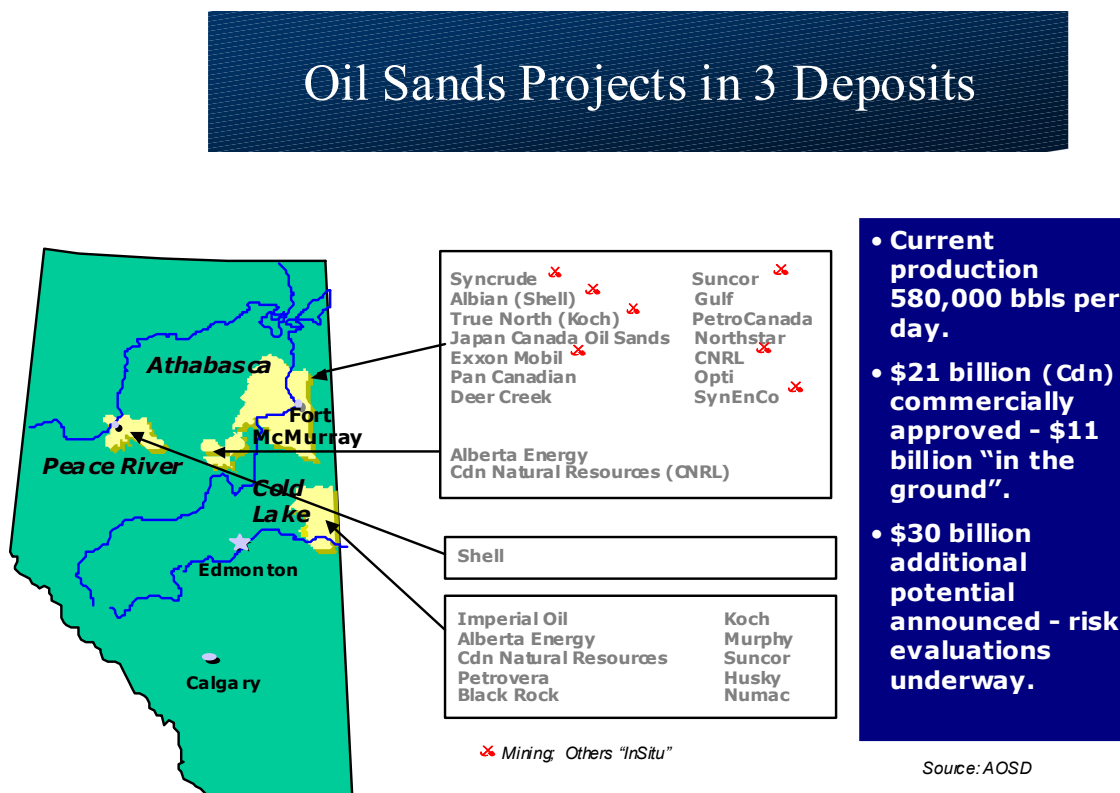 Oil Sands Projects in 3 Deposits
Athabasca
Fort
McMurray
Peace River
Cold
Lake
Edmonton
Calgary
Syncrude
Albian (Shell)
True North (Koch)
Japan Canada Oil Sands
Exxon Mobil
Pan Canadian
Deer Creek
Suncor
Gulf
PetroCanada
Northstar
CNRL
Opti
SynEnCo
Alberta Energy
Cdn Natural Resources (CNRL)
Shell
Imperial Oil
Alberta Energy
Cdn Natural Resources
Petrovera
Black Rock
Koch
Murphy
Suncor
Husky
Numac
Mining; Others "InSitu"
• Current
production
580,000 bbls per
day.
• $21 billion (Cdn)
commercially
approved - $11
billion "in the
ground".
• $30 billion
additional
potential
announced - risk
evaluations
underway.
Source: AOSD